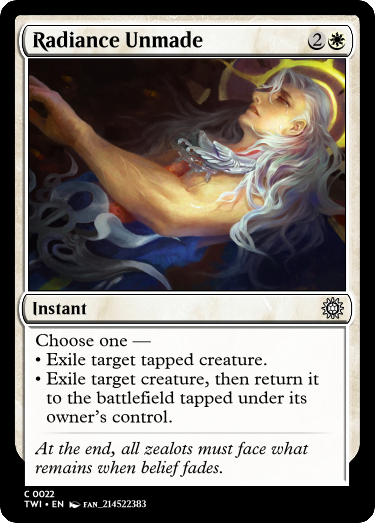 Radiance Unmade 2
Instant
Choose one —
• Exile target tapped creature.
• Exile target creature, then return it
to the battlefield tapped under its
owner's control.
At the end, all zealots must face what
remains when belief fades.
C 0022
TWI • EN FAN_214522383